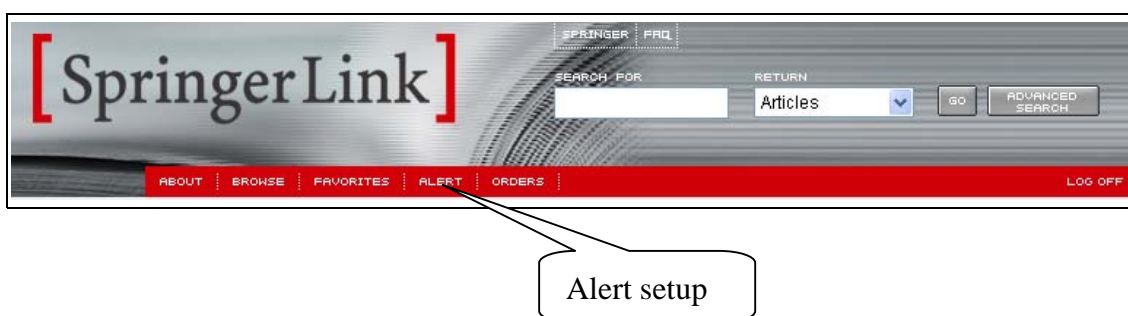 SPRINGER FAQ
[SpringerLink]
SEARCH FOR RETURN
Articles GO ADVANCED SEARCH
ABOUT BROWSE FAVORITES ALERT ORDERS LOG OFF
Alert setup